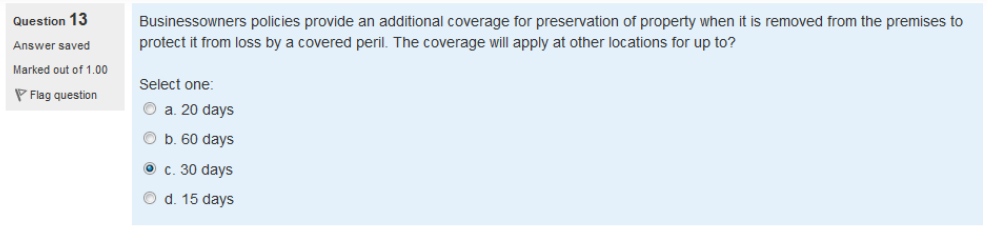 Question 13
Answer saved
Marked out of 1.00
Flag question
Businessowners policies provide an additional coverage for preservation of property when it is removed from the premises to
protect it from loss by a covered peril. The coverage will apply at other locations for up to?
Select one:
a. 20 days
b. 60 days
c. 30 days
d. 15 days